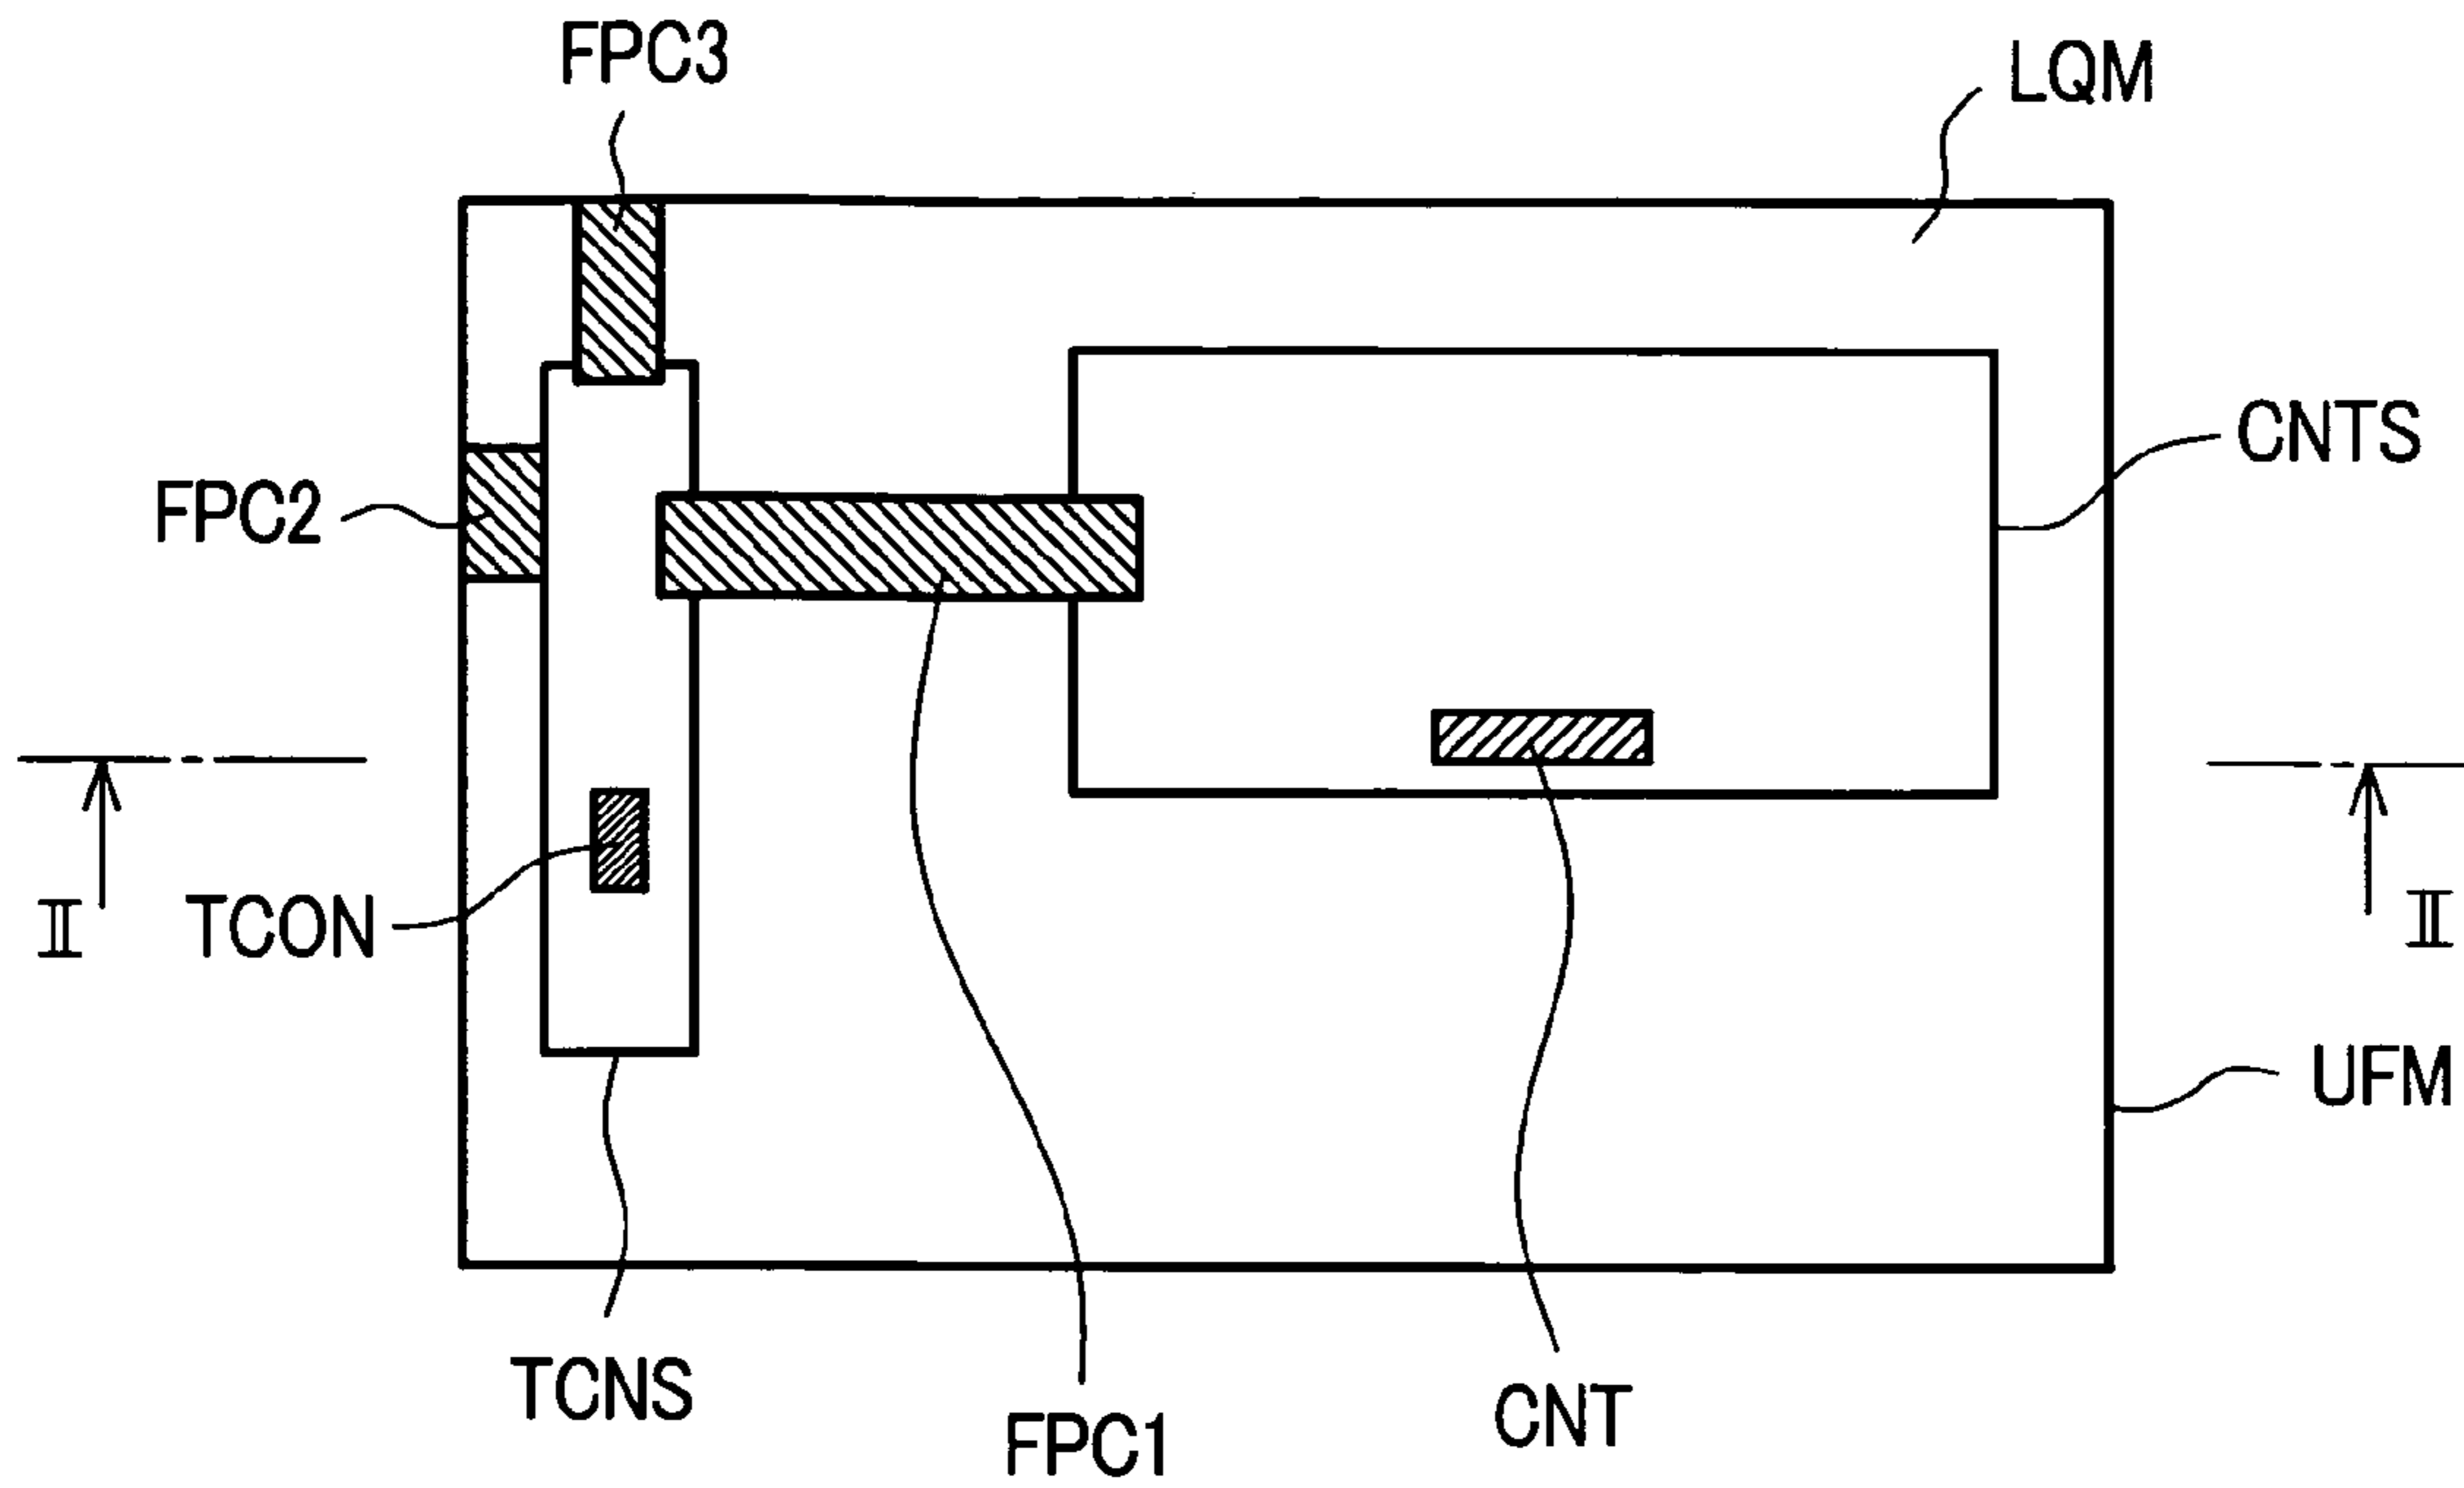 FPC3
LQM
CNTS
FPC2
II TCON
II
UFM
TCNS
FPC1
CNT